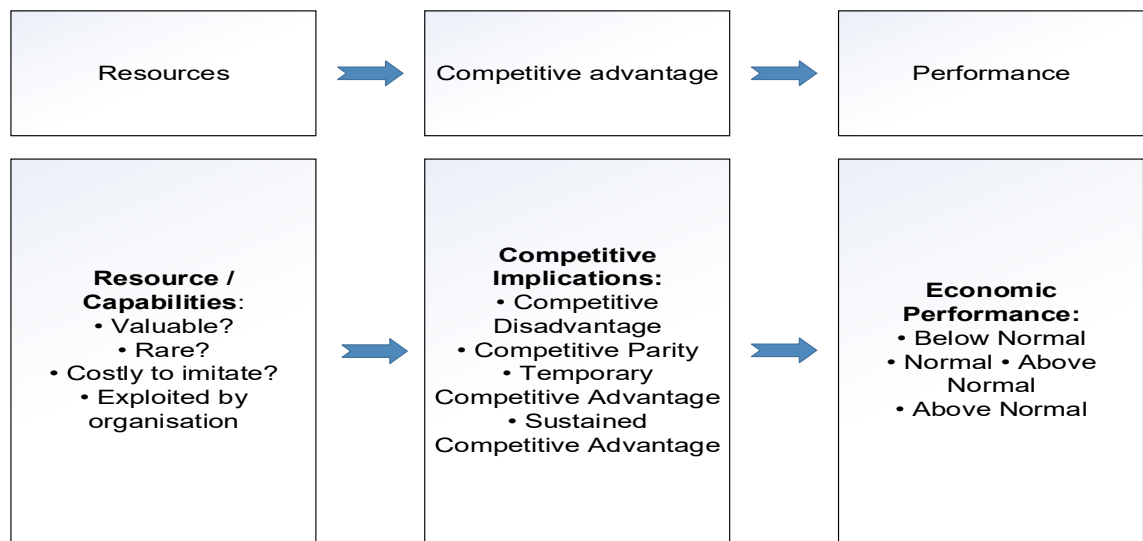 Resources
Competitive advantage
Performance
Resource /
Capabilities:
• Valuable?
• Rare?
• Costly to imitate?
• Exploited by
organisation
Competitive
Implications:
• Competitive
Disadvantage
• Competitive Parity
• Temporary
Competitive Advantage
• Sustained
Competitive Advantage
Economic
Performance:
• Below Normal
• Normal • Above
Normal
• Above Normal